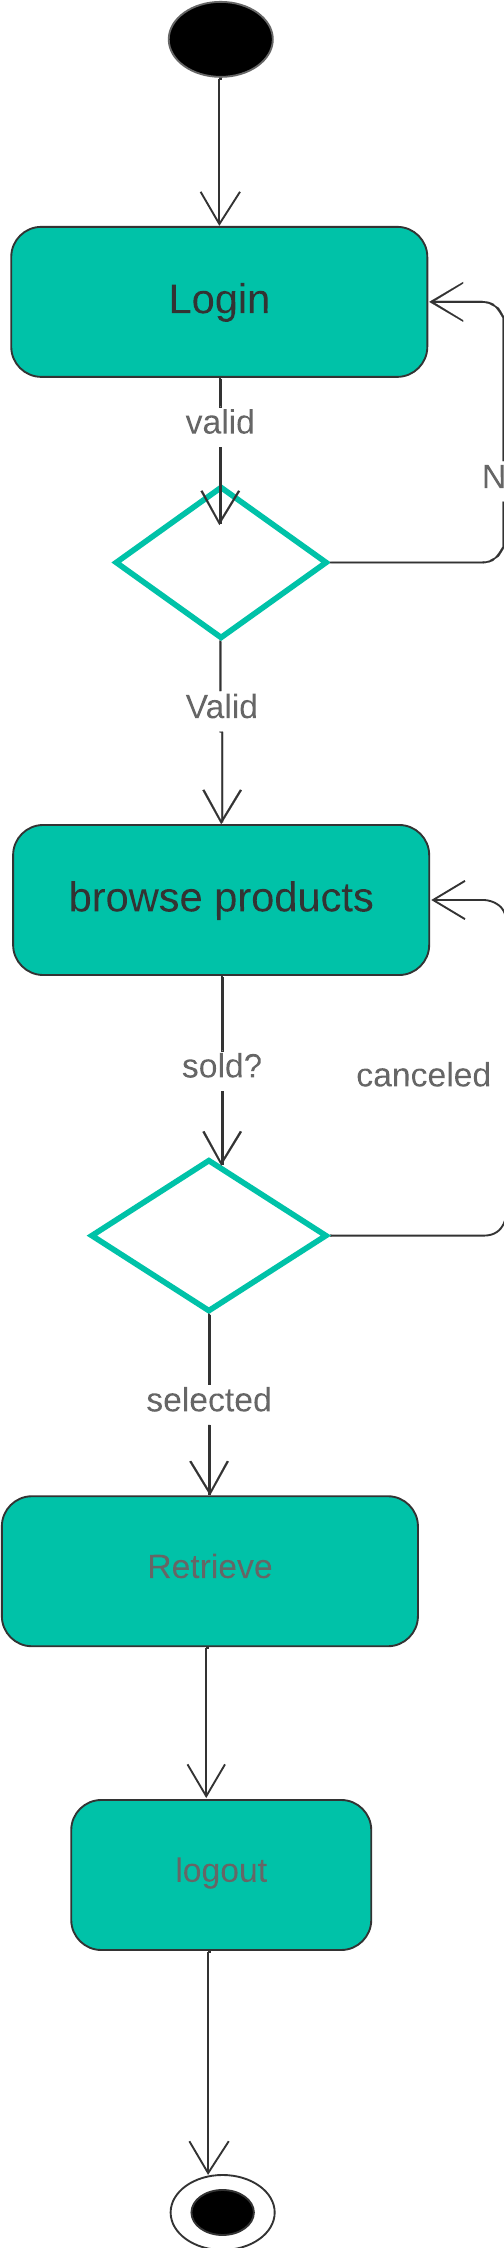 Login
valid
N
Valid
browse products
sold?
canceled
selected
Retrieve
logout